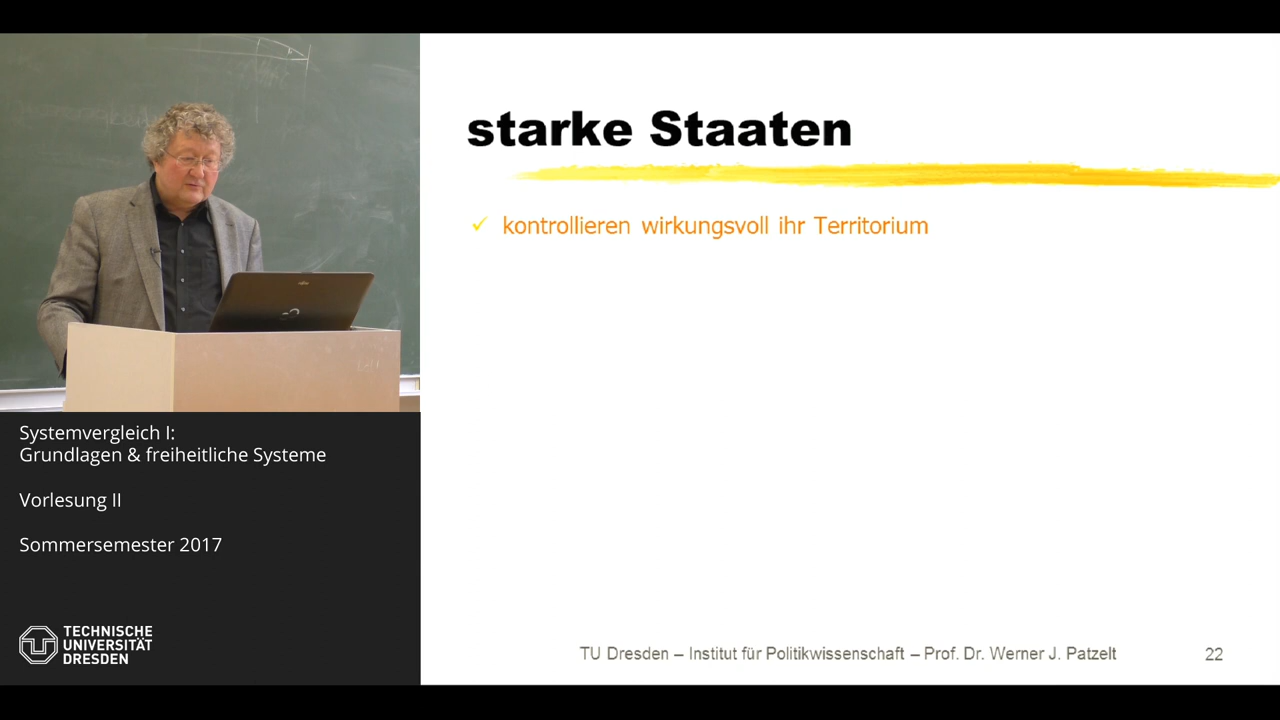 starke Staaten
✓ kontrollieren wirkungsvoll ihr Territorium
Systemvergleich I:
Grundlagen & freiheitliche Systeme
Vorlesung II
Sommersemester 2017
TECHNISCHE
UNIVERSITÄT
DRESDEN
TU Dresden – Institut für Politikwissenschaft – Prof. Dr. Werner J. Patzelt
22